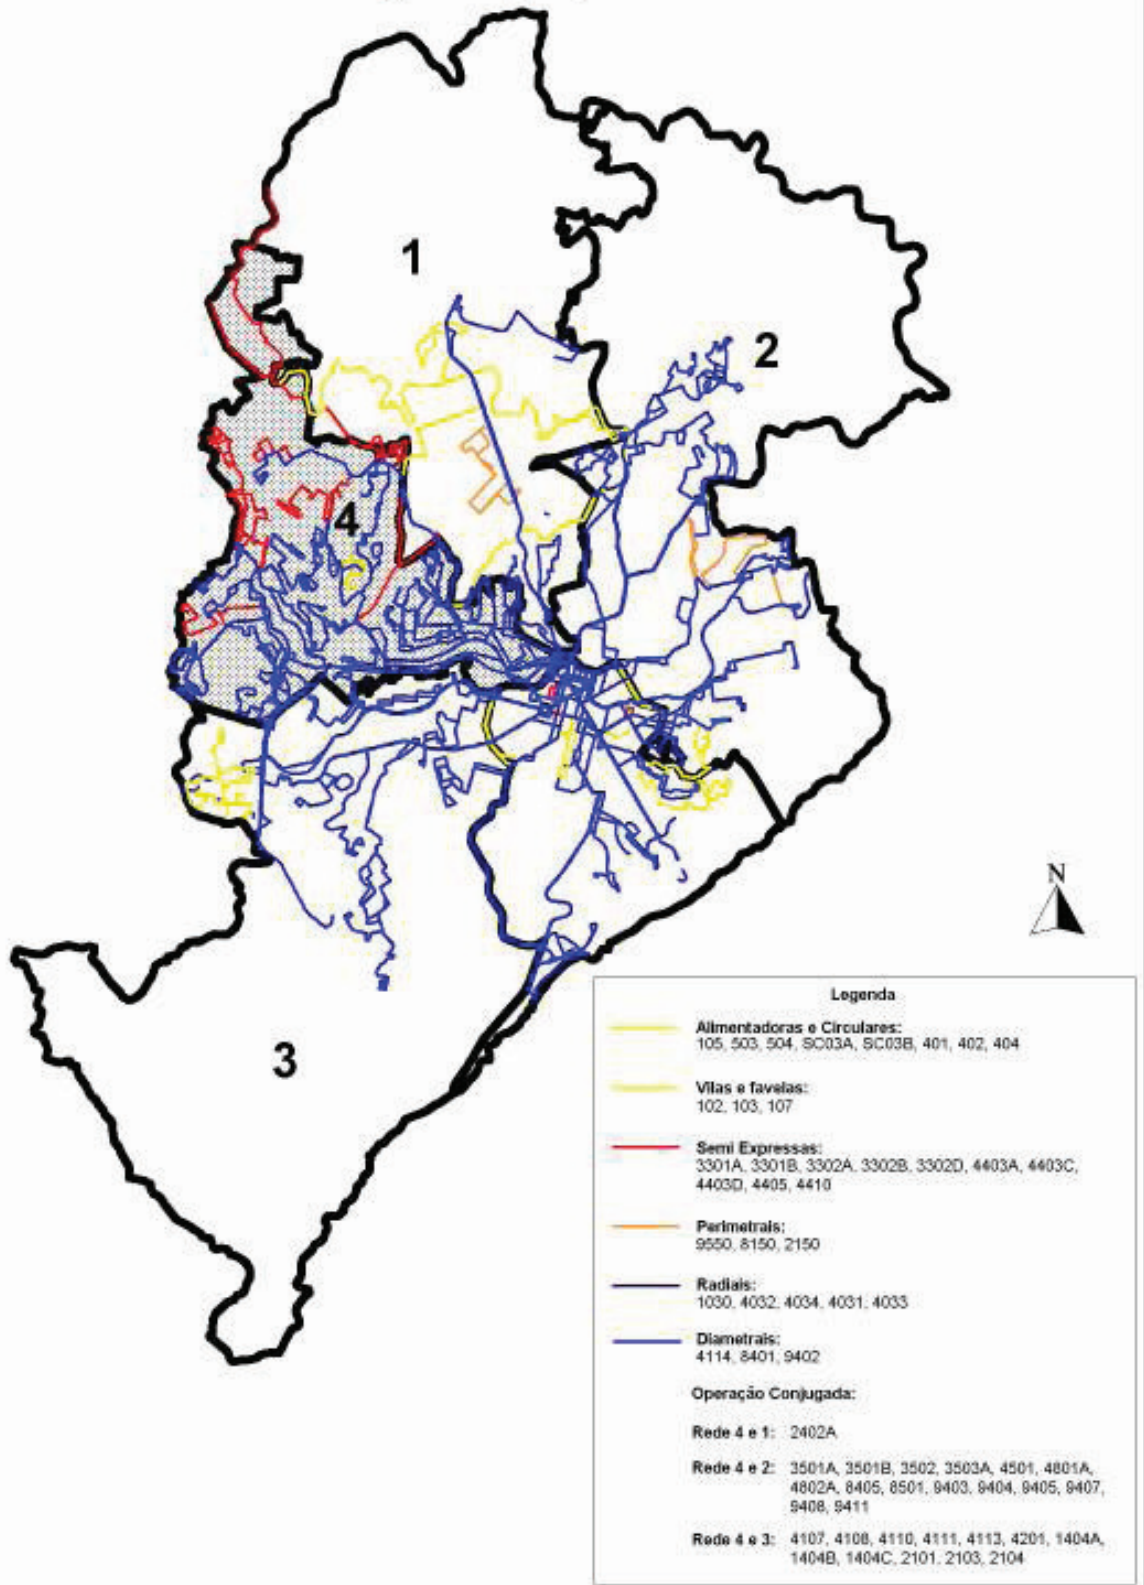 1
2
4
3
N
Legenda
Alimentadoras e Circulares:
105, 503, 504, SC03A, SC03B, 401, 402, 404
Vilas e favelas:
102, 103, 107
Semi Expressas:
3301A, 3301B, 3302A, 3302B, 3302D, 4403A, 4403C,
4403D, 4405, 4410
Perimetrais:
9550, 8150, 2150
Radiais:
1030, 4032, 4034, 4031, 4033
Diametrais:
4114, 8401, 9402
Operação Conjugada:
Rede 4 e 1: 2402A
Rede 4 e 2: 3501A, 3501B, 3502, 3503A, 4501, 4801A,
4802A, 8405, 8501, 9403, 9404, 9405, 9407,
9408, 9411
Rede 4 e 3: 4107, 4108, 4110, 4111, 4113, 4201, 1404A,
1404B, 1404C, 2101, 2103, 2104